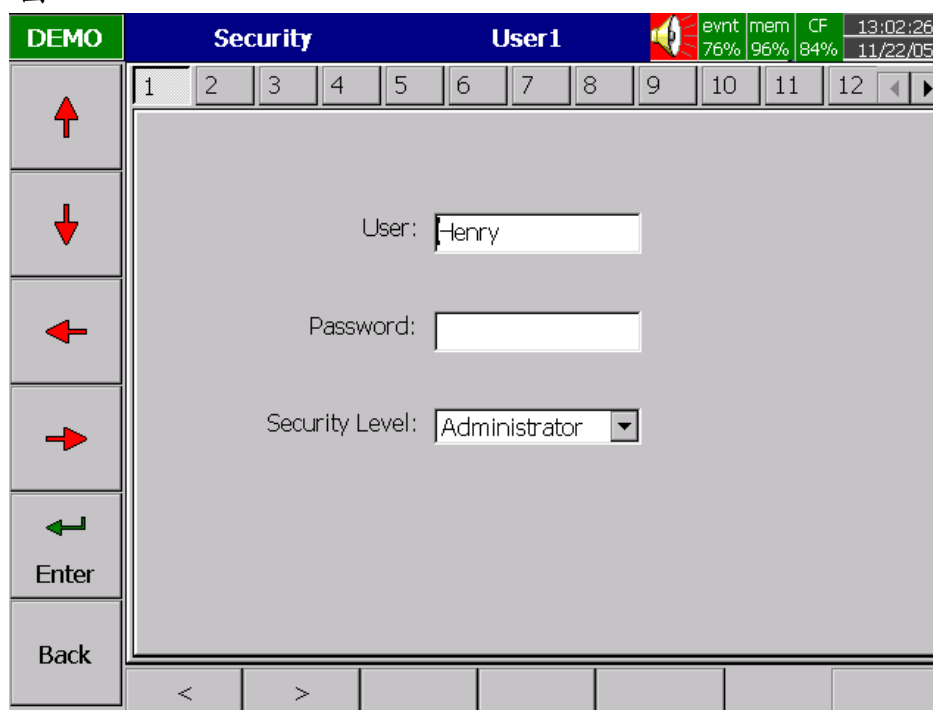 DEMO Security User1 evnt mem CF 13:02:26
76% 96% 84% 11/22/05
1 2 3 4 5 6 7 8 9 10 11 12
User: Henry
Password:
Security Level: Administrator
Enter
Back
< >